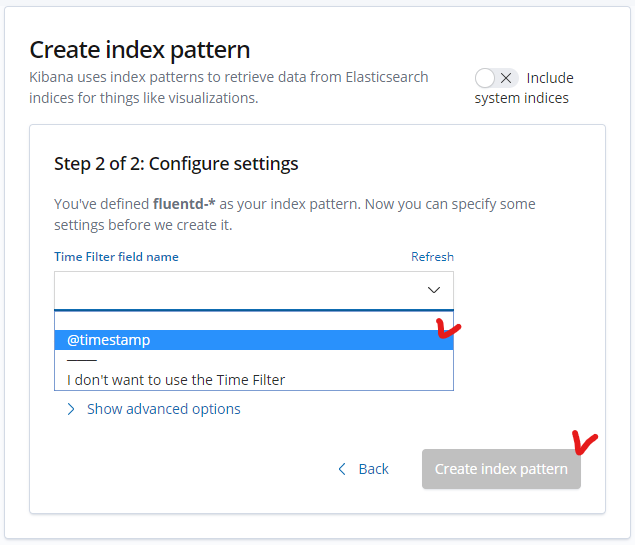 Create index pattern
Kibana uses index patterns to retrieve data from Elasticsearch
indices for things like visualizations.
Include
system indices
Step 2 of 2: Configure settings
You've defined fluentd-* as your index pattern. Now you can specify some
settings before we create it.
Time Filter field name
Refresh
@timestamp
I don't want to use the Time Filter
Show advanced options
Back
Create index pattern